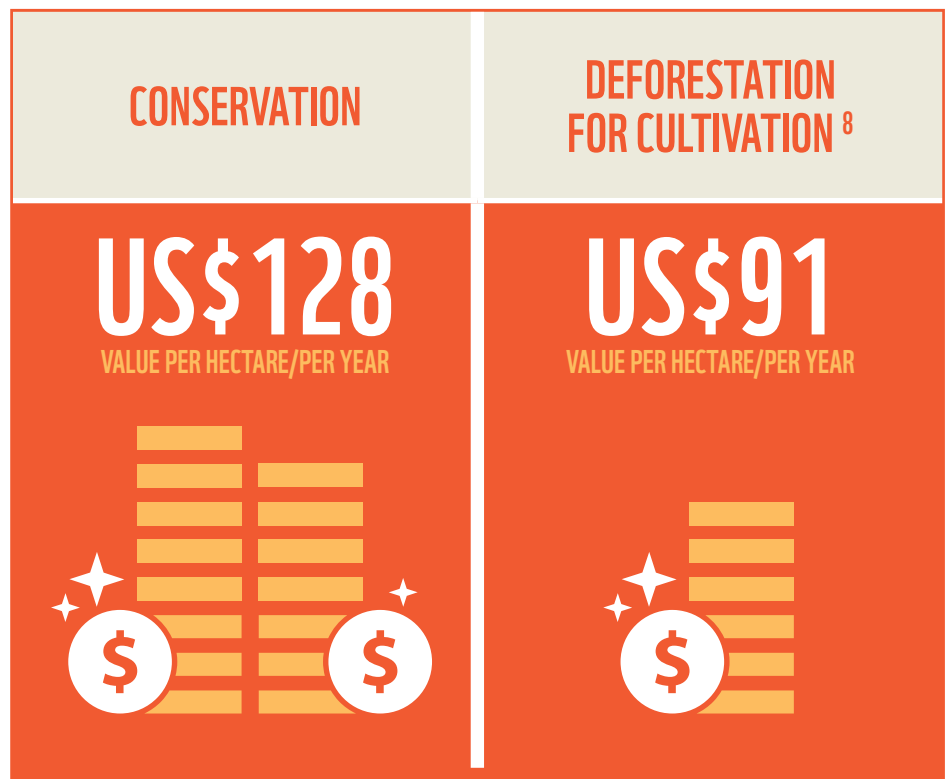 CONSERVATION
DEFORESTATION
FOR CULTIVATION 8
US$128
VALUE PER HECTARE/PER YEAR
US$91
VALUE PER HECTARE/PER YEAR
$
$
$